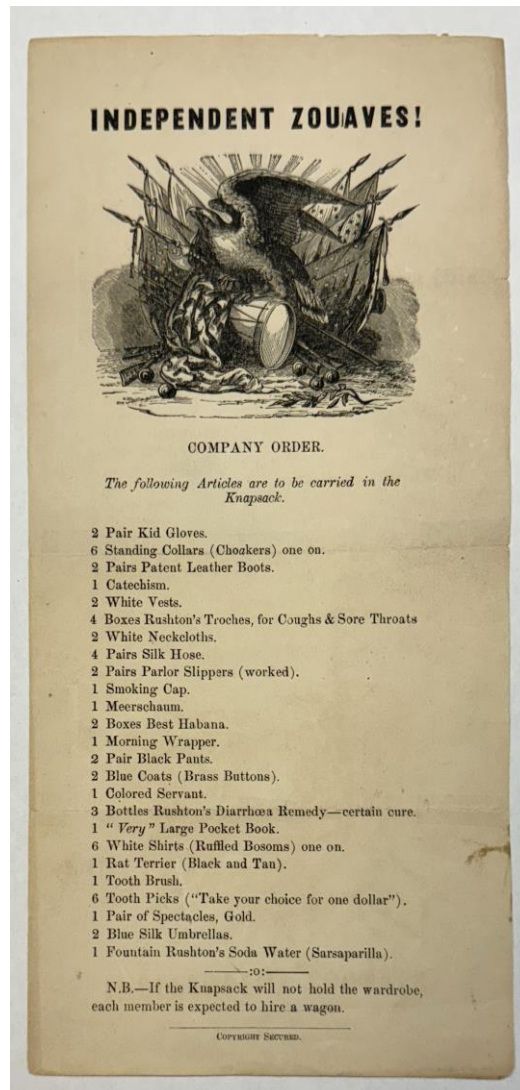 INDEPENDENT ZOUAVES!
COMPANY ORDER.
The following Articles are to be carried in the
Knapsack.
2 Pair Kid Gloves.
6 Standing Collars (Choakers) one on.
2 Pairs Patent Leather Boots.
1 Catechism.
2 White Vests.
4 Boxes Rushton's Troches, for Coughs & Sore Throats
2 White Neckcloths.
4 Pairs Silk Hose.
2 Pairs Parlor Slippers (worked).
1 Smoking Cap.
1 Meerschaum.
2 Boxes Best Habana.
1 Morning Wrapper.
2 Pair Black Pants.
2 Blue Coats (Brass Buttons).
1 Colored Servant.
3 Bottles Rushton's Diarrhœa Remedy—certain cure.
1 "Very" Large Pocket Book.
6 White Shirts (Ruffled Bosoms) one on.
1 Rat Terrier (Black and Tan).
1 Tooth Brush.
6 Tooth Picks ("Take your choice for one dollar").
1 Pair of Spectacles, Gold.
2 Blue Silk Umbrellas.
1 Fountain Rushton's Soda Water (Sarsaparilla).
———:o:———
N.B.—If the Knapsack will not hold the wardrobe,
each member is expected to hire a wagon.
COPYRIGHT SECURED.